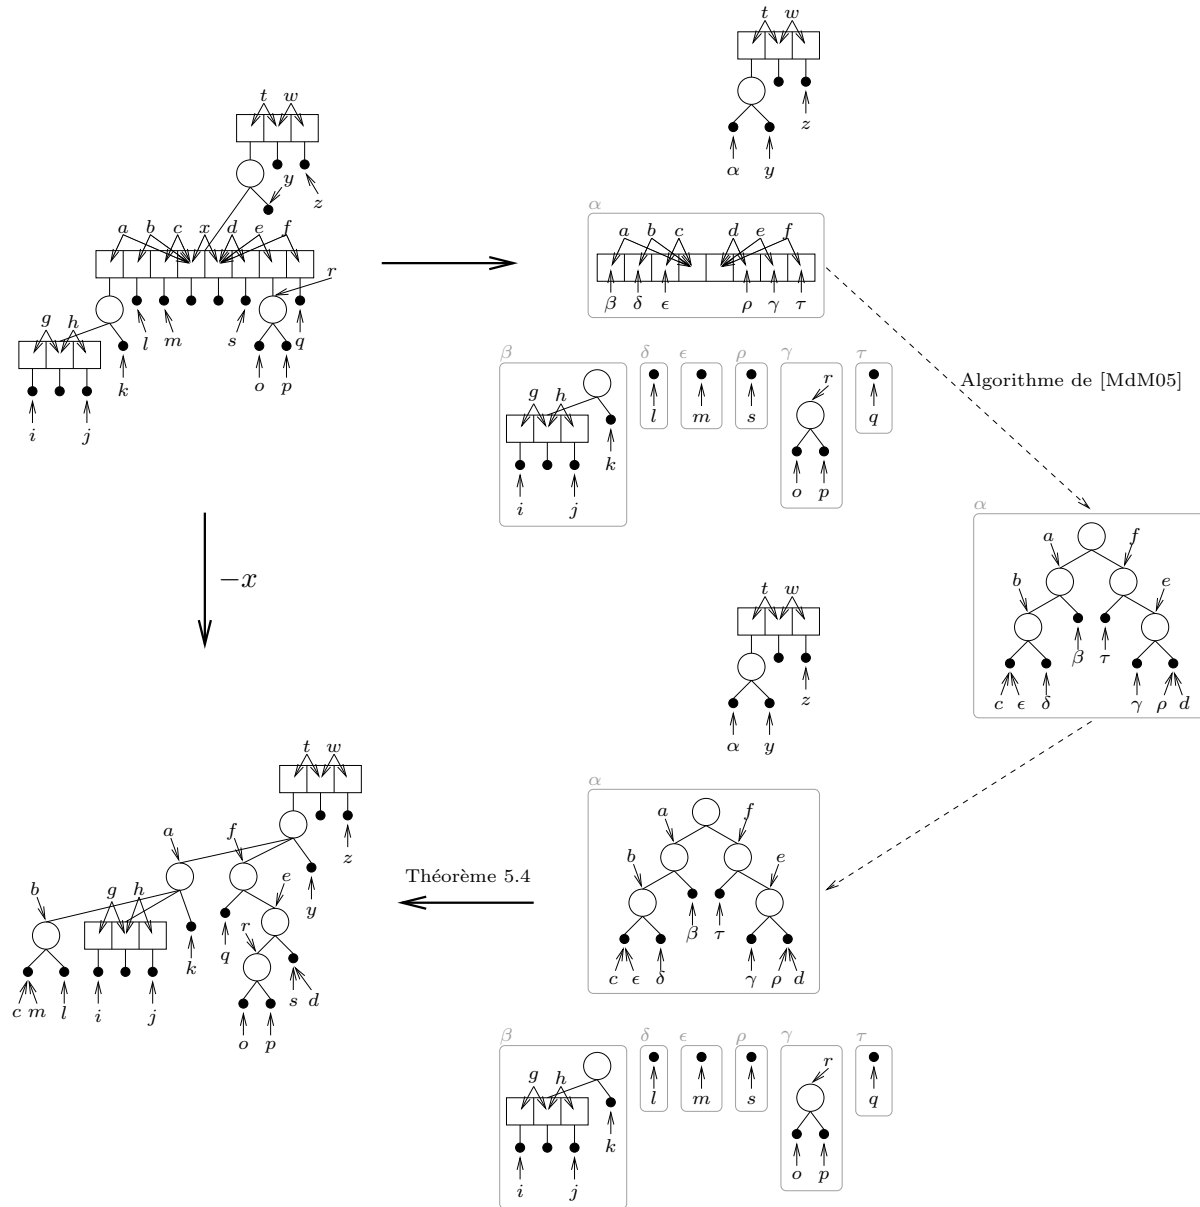 t w
y
z
a b c x d e f
r
g h
l m s q
k o p
i j
t w
z
α y
α
a b c d e f
β δ ϵ ρ γ τ
β δ ϵ ρ γ τ
g h r
l m s q
k
i j o p
Algorithme de [MdM05]
−x
α
a f
b e
β τ
c ϵ δ γ ρ d
t w
z
α y
α
a f
b e
β τ
c ϵ δ γ ρ d
t w
z
a f
b g h e
y
r
k q
c m l i j s d
o p
Théorème 5.4
β δ ϵ ρ γ τ
g h r
l m s q
k
i j o p